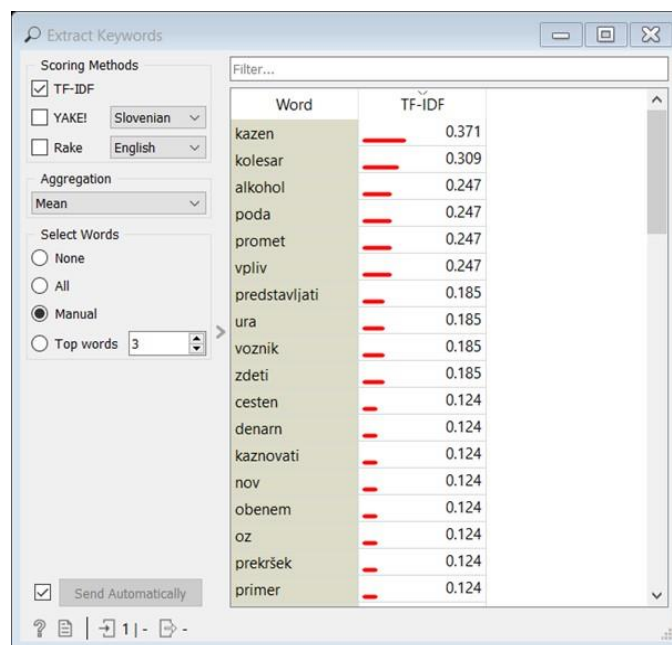 Extract Keywords
Scoring Methods
TF-IDF
YAKE! Slovenian
Rake English
Aggregation
Mean
Select Words
None
All
Manual
Top words 3
Send Automatically
1 | - -
Filter...
Word TF-IDF
kazen 0.371
kolesar 0.309
alkohol 0.247
poda 0.247
promet 0.247
vpliv 0.247
predstavljati 0.185
ura 0.185
voznik 0.185
zdeti 0.185
cesten 0.124
denarn 0.124
kaznovati 0.124
nov 0.124
obenem 0.124
oz 0.124
prekršek 0.124
primer 0.124